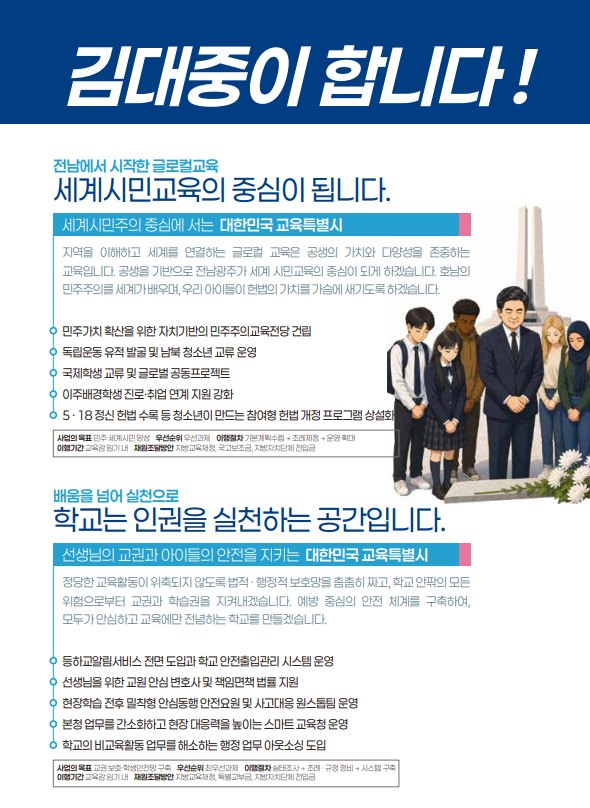 김대중이 합니다!
전남에서 시작한 글로컬교육
세계시민교육의 중심이 됩니다.
세계시민주의 중심에 서는 대한민국 교육특별시
지역을 이해하고 세계를 연결하는 글로컬 교육은 공생의 가치와 다양성을 존중하는
교육입니다. 공생을 기반으로 전남광주가 세계 시민교육의 중심이 되게 하겠습니다. 호남의
민주주의를 세계가 배우며, 우리 아이들이 헌법의 가치를 가슴에 새기도록 하겠습니다.
민주가치 확산을 위한 자치기반의 민주주의교육전당 건립
독립운동 유적 발굴 및 남북 청소년 교류 운영
국제학생 교류 및 글로벌 공동프로젝트
이주배경학생 진로·취업 연계 지원 강화
5·18 정신 헌법 수록 등 청소년이 만드는 참여형 헌법 개정 프로그램 상설화
사업의 목표 민주·세계시민 양성 우선순위 우선과제 이행절차 기본계획수립 → 조례제정 → 운영 확대
이행기간 교육감 임기 내 재원조달방안 지방교육재정, 국고보조금, 지방자치단체 전입금
배움을 넘어 실천으로
학교는 인권을 실천하는 공간입니다.
선생님의 교권과 아이들의 안전을 지키는 대한민국 교육특별시
정당한 교육활동이 위축되지 않도록 법적·행정적 보호망을 촘촘히 짜고, 학교 안팎의 모든
위험으로부터 교권과 학습권을 지켜내겠습니다. 예방 중심의 안전 체계를 구축하여,
모두가 안심하고 교육에만 전념하는 학교를 만들겠습니다.
등하교알림서비스 전면 도입과 학교 안전출입관리 시스템 운영
선생님을 위한 교원 안심 변호사 및 책임면책 법률 지원
현장학습 전후 밀착형 안심동행 안전요원 및 사고대응 원스톱팀 운영
본청 업무를 간소화하고 현장 대응력을 높이는 스마트 교육청 운영
학교의 비교육활동 업무를 해소하는 행정 업무 아웃소싱 도입
사업의 목표 교권 보호·학생안전망 구축 우선순위 최우선과제 이행절차 실태조사 → 조례·규정 정비 → 시스템 구축
이행기간 교육감 임기 내 재원조달방안 지방교육재정, 특별교부금, 지방자치단체 전입금